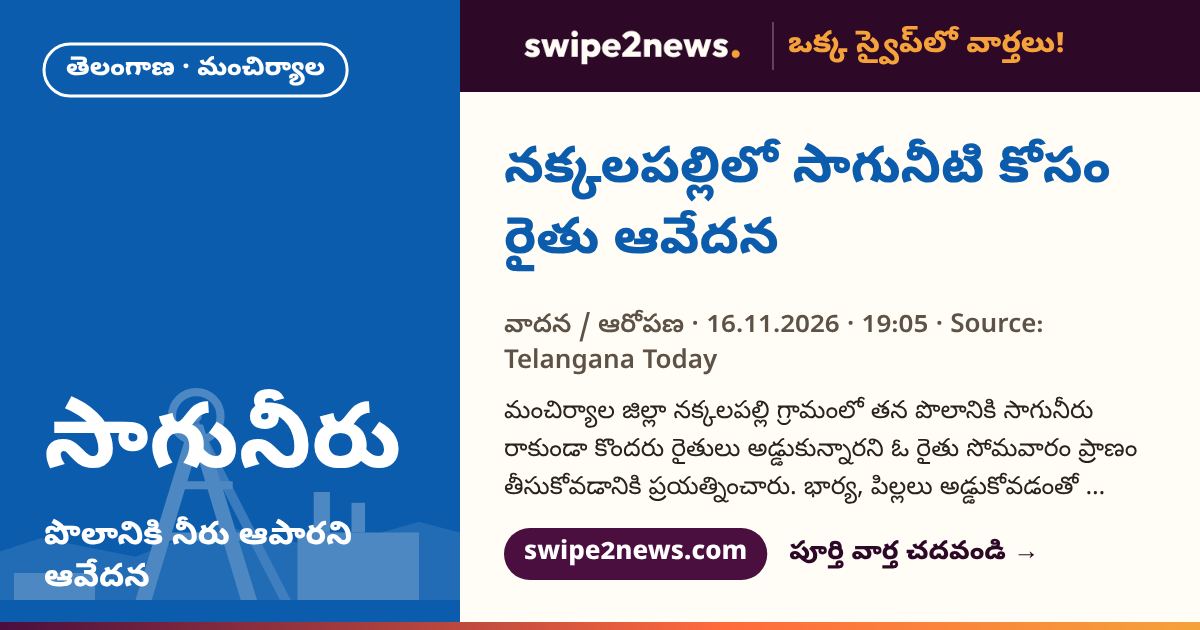 తెలంగాణ · మంచిర్యాల
సాగునీరు
పొలానికి నీరు ఆపారని
ఆవేదన
swipe2news.
ఒక్క స్వైప్‌లో వార్తలు!
నక్కలపల్లిలో సాగునీటి కోసం
రైతు ఆవేదన
వాదన / ఆరోపణ · 16.11.2026 · 19:05 · Source:
Telangana Today
మంచిర్యాల జిల్లా నక్కలపల్లి గ్రామంలో తన పొలానికి సాగునీరు
రాకుండా కొందరు రైతులు అడ్డుకున్నారని ఓ రైతు సోమవారం ప్రాణం
తీసుకోవడానికి ప్రయత్నించారు. భార్య, పిల్లలు అడ్డుకోవడంతో ...
swipe2news.com
పూర్తి వార్త చదవండి →